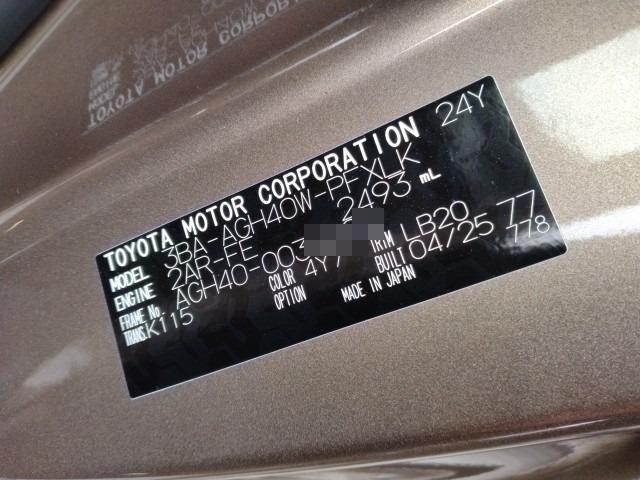 TOYOTA MOTOR CORPORATION 24Y
MODEL 3BA-AGH40W-PFXLK
ENGINE 2AR-FE 2493 mL
FRAME No. AGH40-003
COLOR 4Y7 TRIM LB20 77
TRANS. K115 OPTION BUILT 04/25 778
MADE IN JAPAN